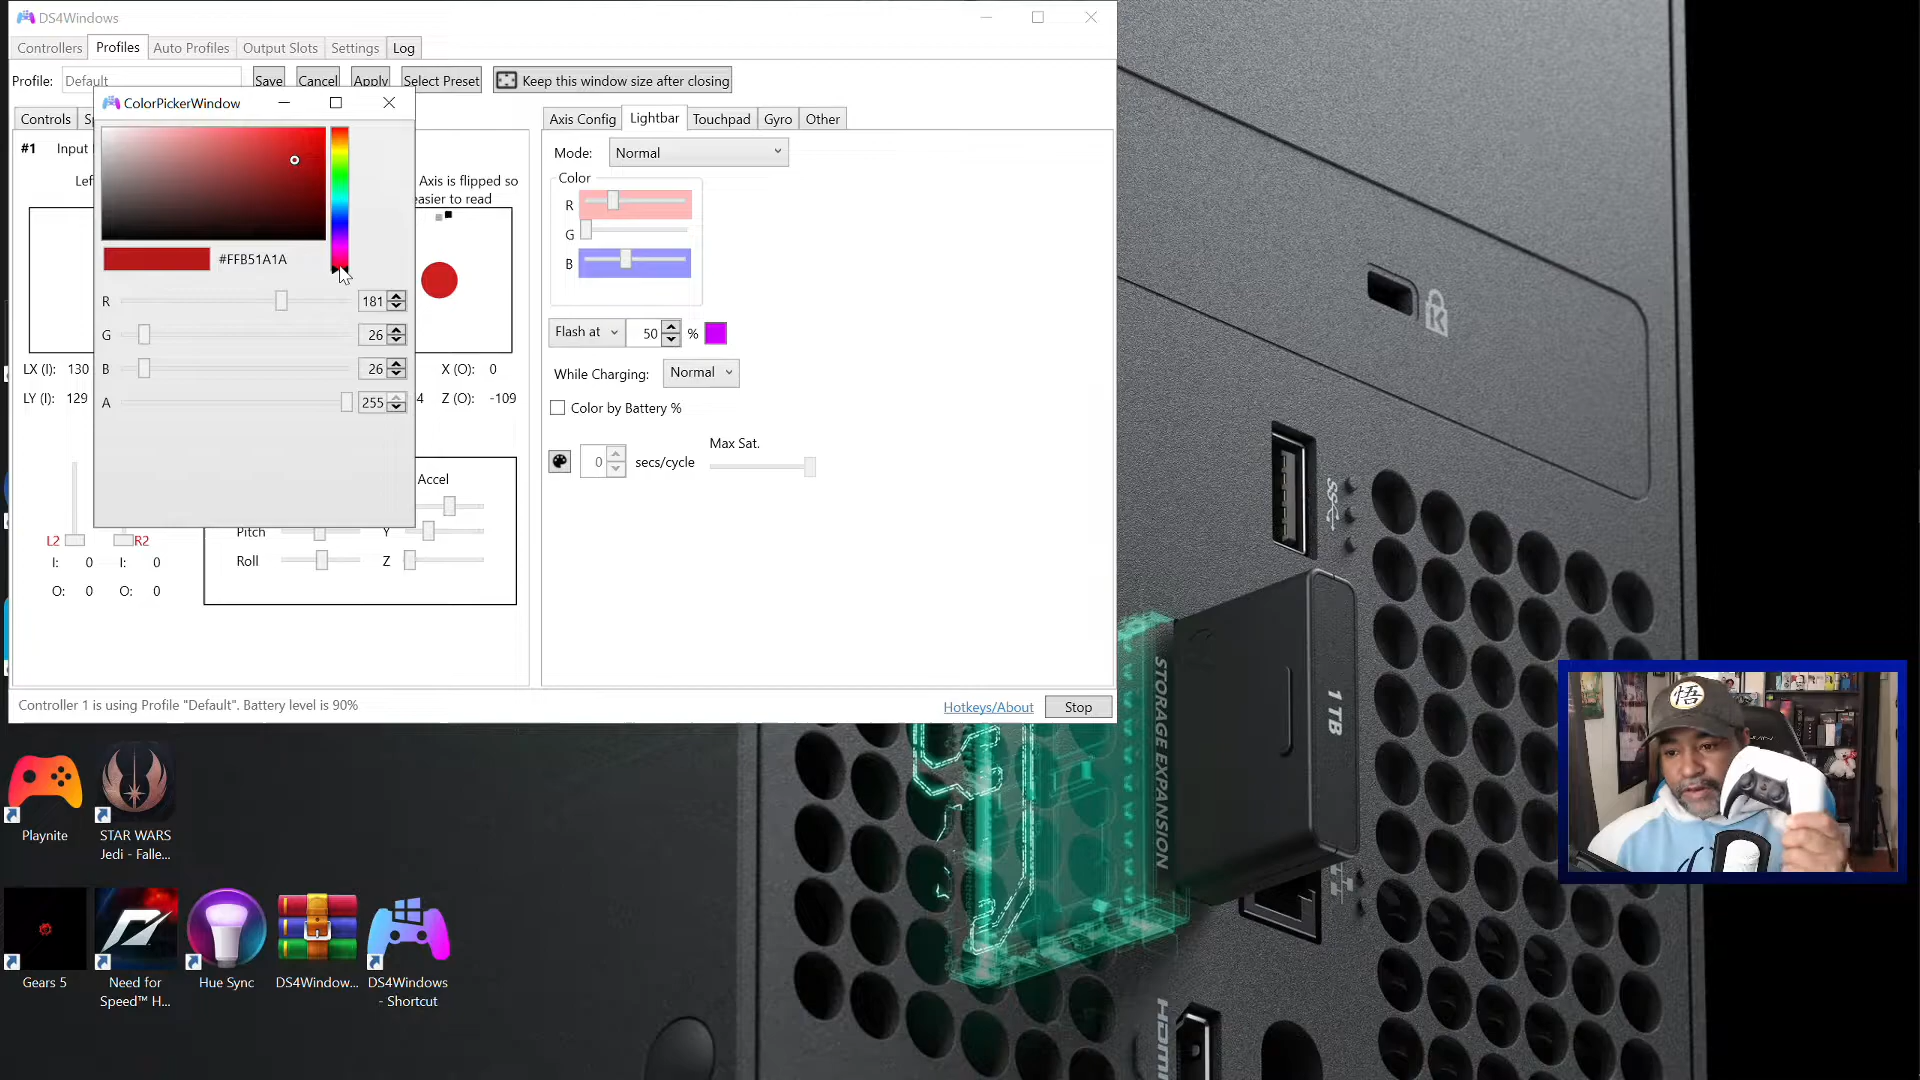 DS4Windows
Controllers Profiles Auto Profiles Output Slots Settings Log
Profile: Default Save Cancel Apply Select Preset Keep this window size after closing
ColorPickerWindow
Controls
Axis Config Lightbar Touchpad Gyro Other
#1 Input
Mode: Normal
Color
Axis is flipped so
easier to read
R
G
B
#FFB51A1A
R 181
G 26
B 26
A 255
Flash at 50 %
LX (I): 130 X (O): 0
While Charging: Normal
LY (I): 129 4 Z (O): -109
Color by Battery %
Max Sat.
0 secs/cycle
Accel
Pitch Y
L2 R2
Roll Z
I: 0 I: 0
O: 0 O: 0
Controller 1 is using Profile "Default". Battery level is 90%
Hotkeys/About Stop
STORAGE EXPANSION
1 TB
HDMI
悟
Playnite
STAR WARS
Jedi - Falle...
Gears 5
Need for
Speed™ H...
Hue Sync
DS4Window...
DS4Windows
- Shortcut